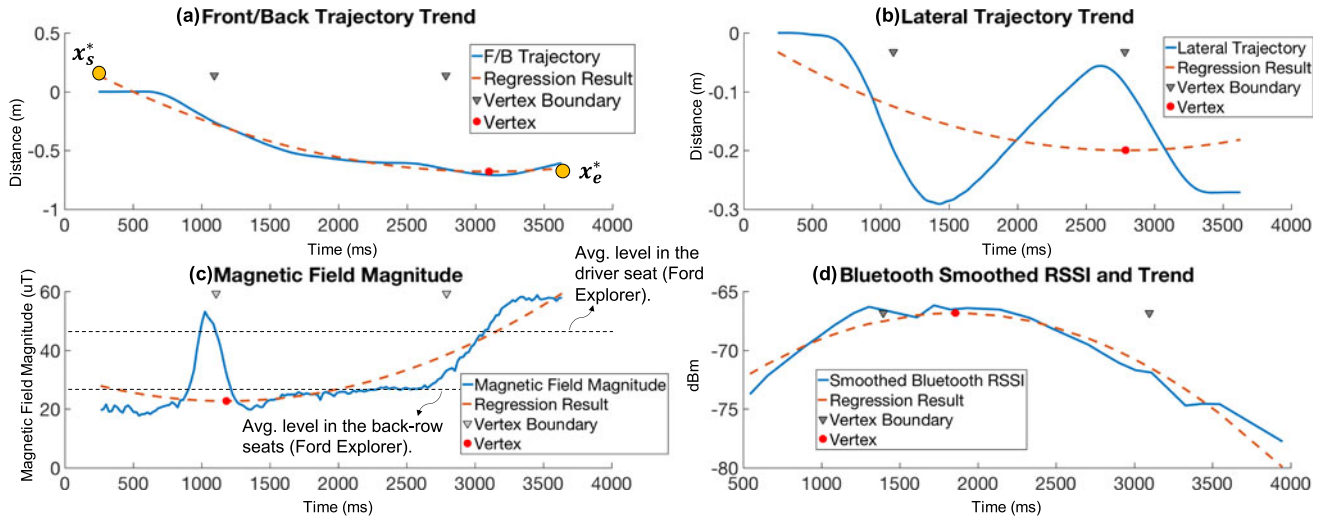 (a) Front/Back Trajectory Trend
0.5
0
-0.5
-1
Distance (m)
x*s
x*e
F/B Trajectory
Regression Result
Vertex Boundary
Vertex
0 500 1000 1500 2000 2500 3000 3500 4000
Time (ms)
(b) Lateral Trajectory Trend
0
-0.1
-0.2
-0.3
Distance (m)
Lateral Trajectory
Regression Result
Vertex Boundary
Vertex
0 500 1000 1500 2000 2500 3000 3500 4000
Time (ms)
(c) Magnetic Field Magnitude
60
40
20
0
Magnetic Field Magnitude (uT)
Avg. level in the
driver seat (Ford
Explorer).
Magnetic Field Magnitude
Regression Result
Vertex Boundary
Vertex
Avg. level in the back-row
seats (Ford Explorer).
0 500 1000 1500 2000 2500 3000 3500 4000
Time (ms)
(d) Bluetooth Smoothed RSSI and Trend
-65
-70
-75
-80
dBm
Smoothed Bluetooth RSSI
Regression Result
Vertex Boundary
Vertex
500 1000 1500 2000 2500 3000 3500 4000
Time (ms)